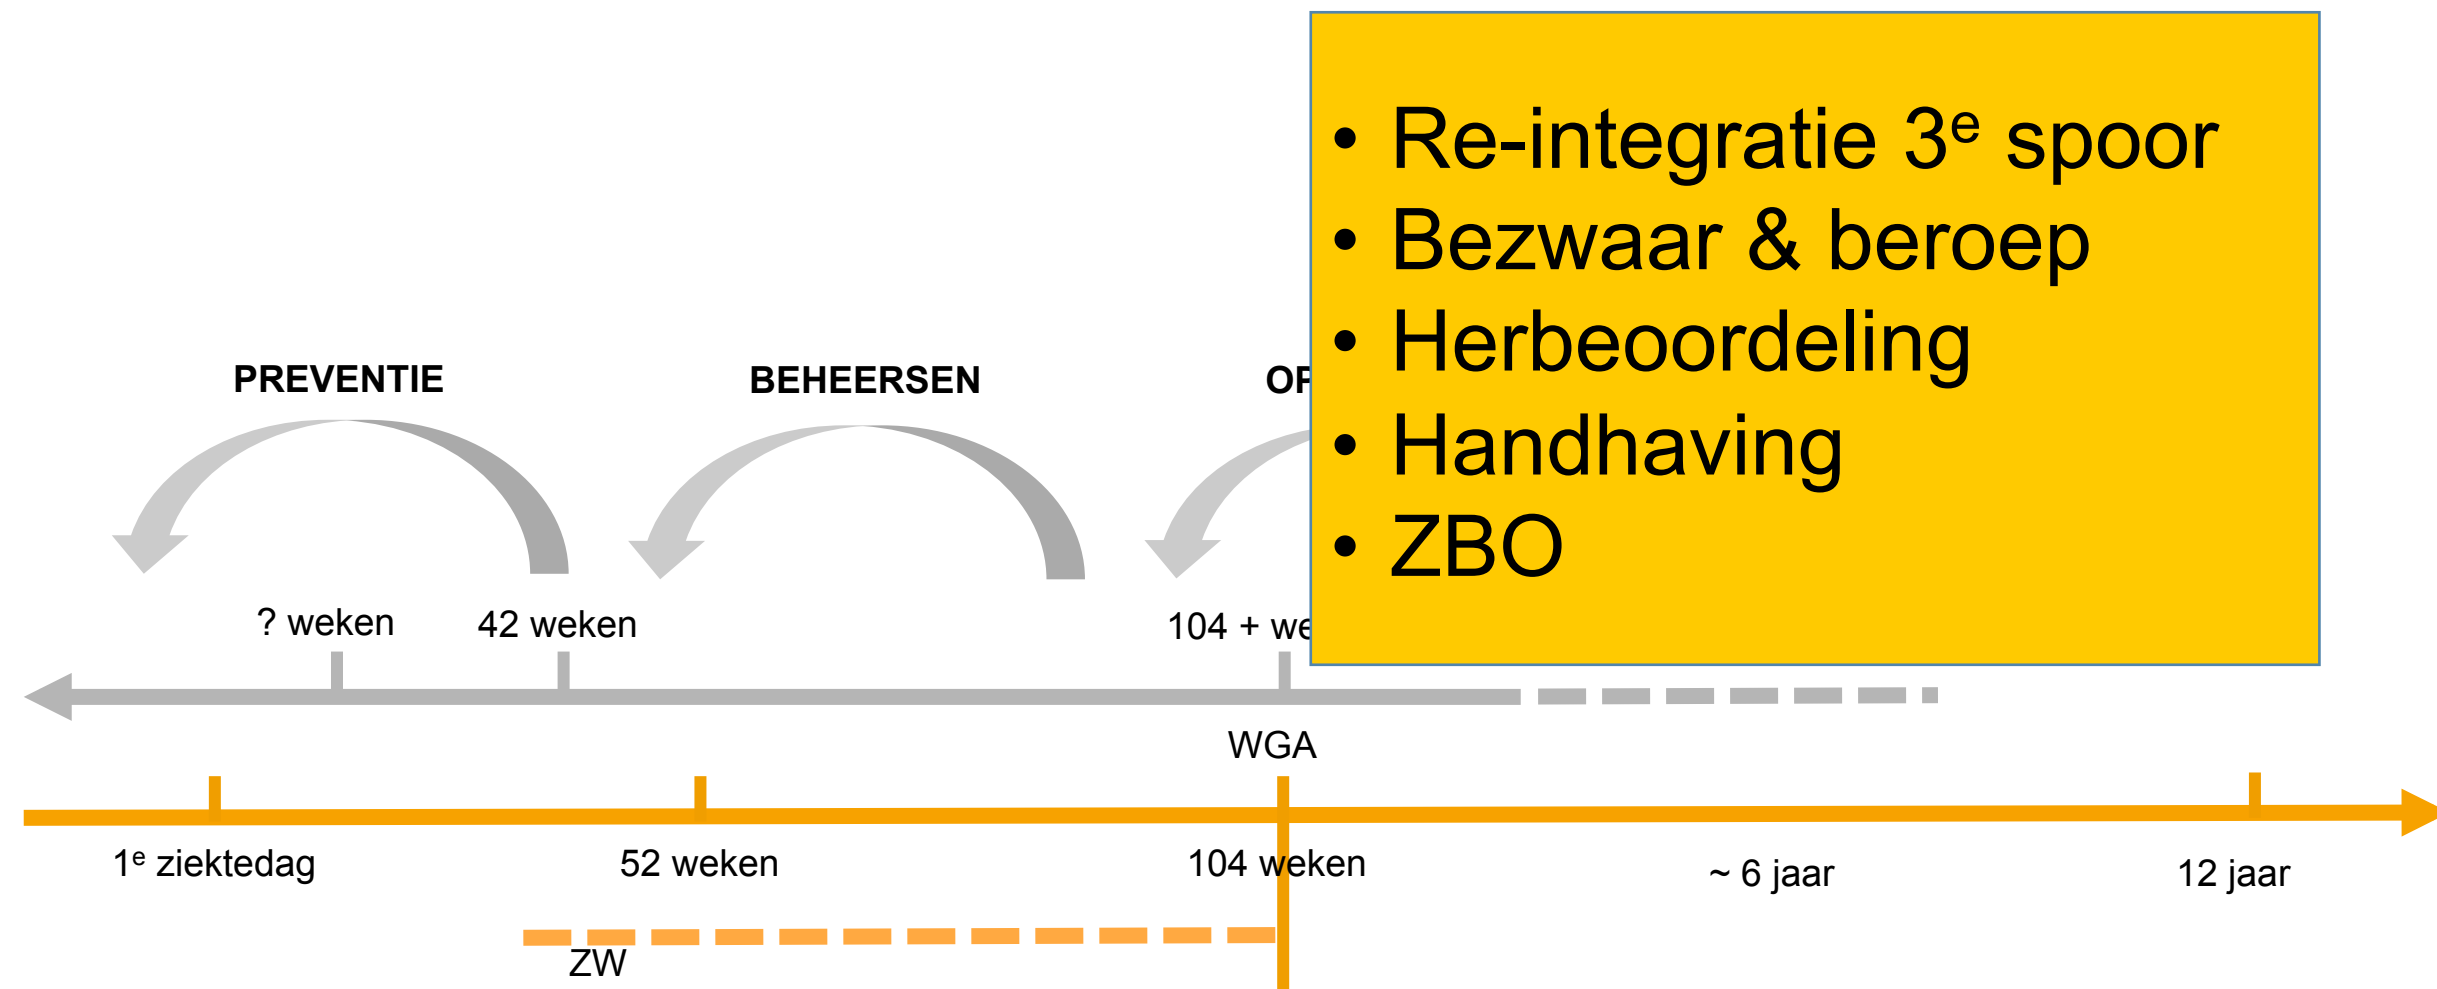 • Re-integratie 3e spoor
• Bezwaar & beroep
• Herbeoordeling
• Handhaving
• ZBO
PREVENTIE
BEHEERSEN
? weken
42 weken
104 +
WGA
1e ziektedag
52 weken
104 weken
~ 6 jaar
12 jaar
ZW